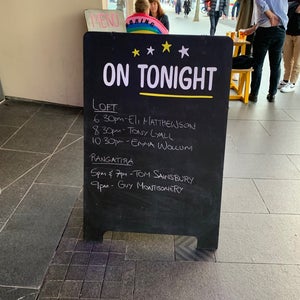 ON TONIGHT
LOFT
6.30pm - ELI MATTHEWSON
8.30pm - TONY LYALL
10.30pm - EMMA WOLLUM
RANGATIRA
5pm & 7pm - TOM SAINSBURY
9pm - GUY MONTGOMERY